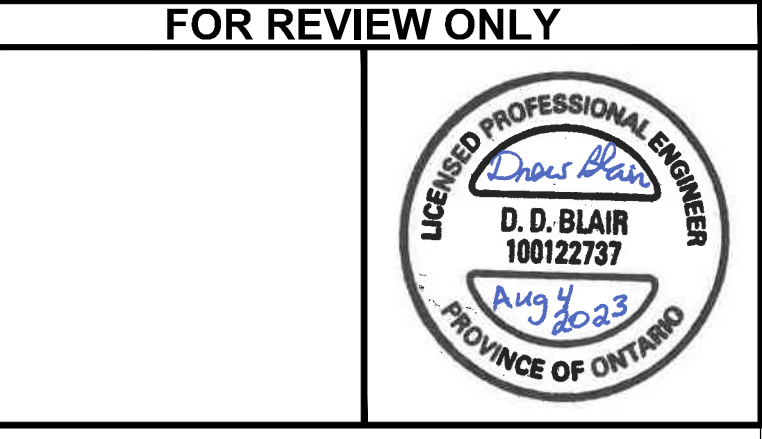 FOR REVIEW ONLY
LICENSED PROFESSIONAL ENGINEER
Drew Blair
D. D. BLAIR
100122737
Aug 4
2023
PROVINCE OF ONTARIO